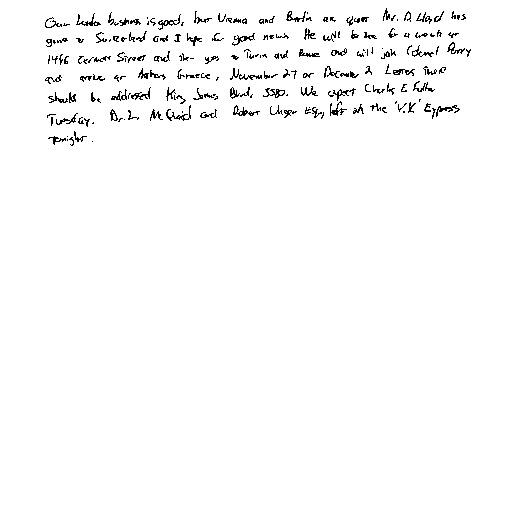 Our London business is good, but Vienna and Berlin are quiet. Mr. D. Lloyd has
gone to Switzerland and I hope for good news. He will be there for a week at
1496 Zermott Street and then goes to Turin and Rome and will join Colonel Parry
and arrive at Athens, Greece, November 27 or December 2. Letters there
should be addressed King James Blvd. 3580. We expect Charles E. Fuller
Tuesday. Dr. L. McQuaid and Robert Unger, Esq., left on the 'V.X.' Express
tonight.